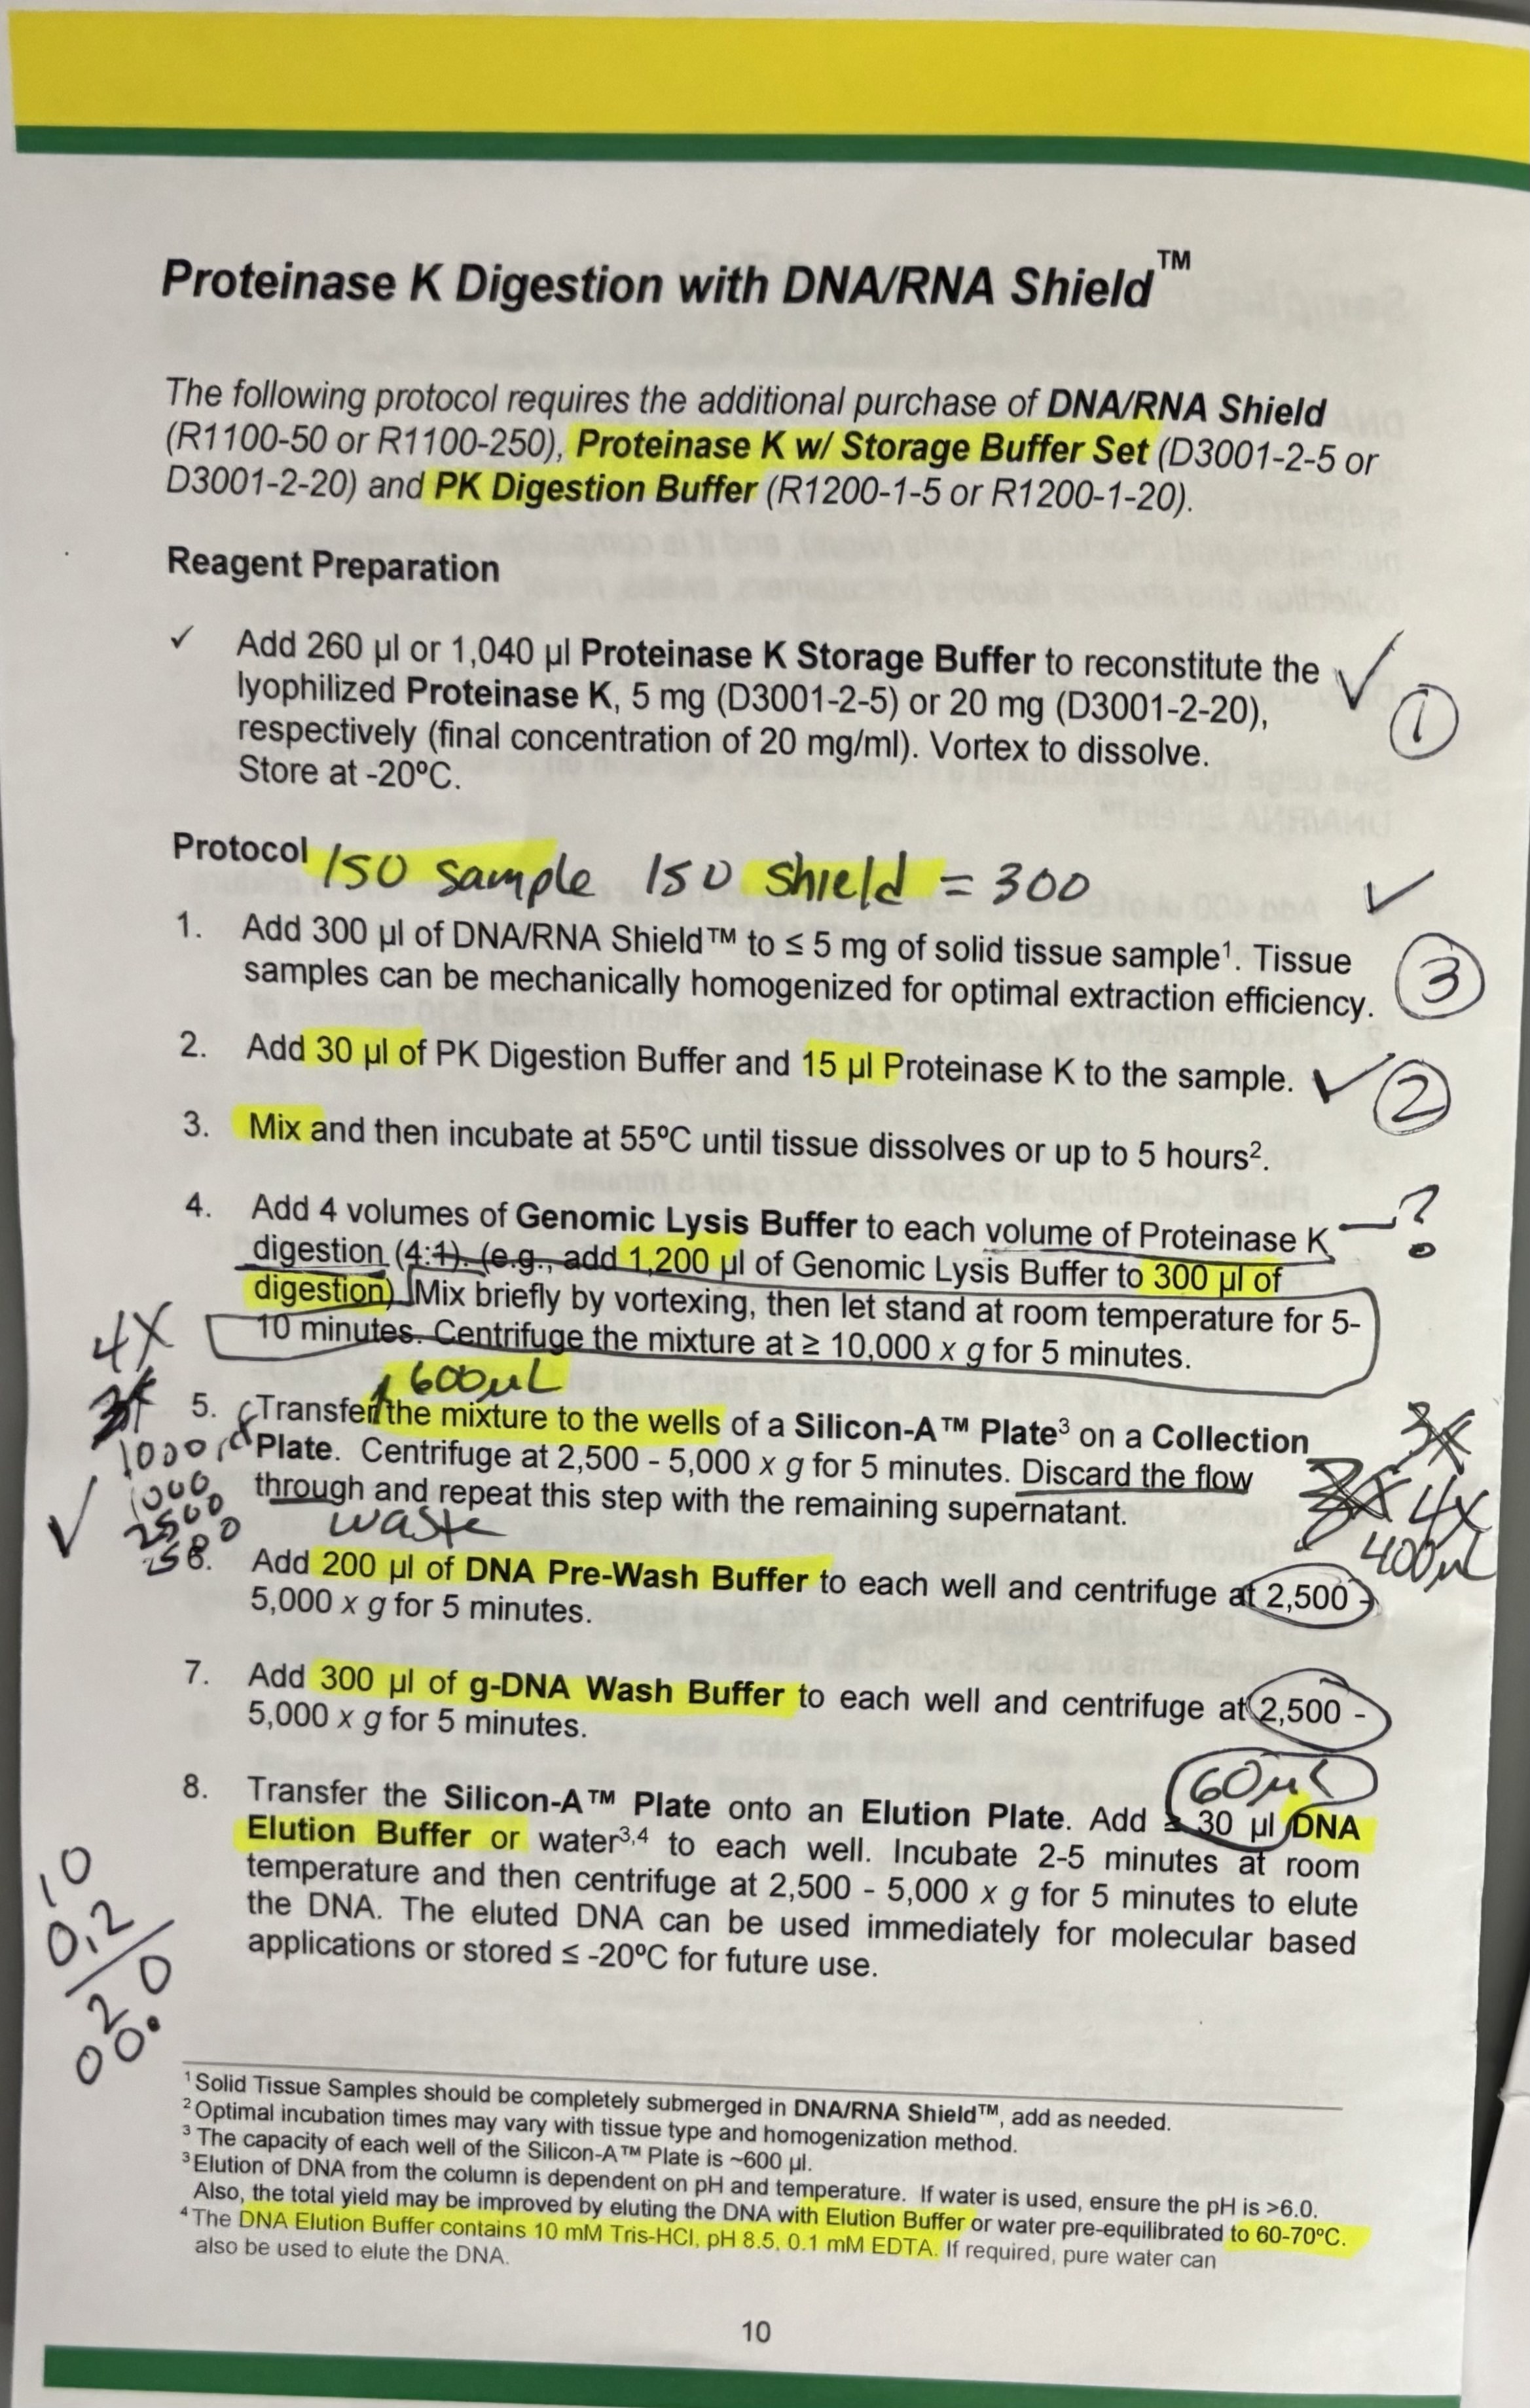 Proteinase K Digestion with DNA/RNA Shield™
The following protocol requires the additional purchase of DNA/RNA Shield
(R1100-50 or R1100-250), Proteinase K w/ Storage Buffer Set (D3001-2-5 or
D3001-2-20) and PK Digestion Buffer (R1200-1-5 or R1200-1-20).
Reagent Preparation
✓ Add 260 µl or 1,040 µl Proteinase K Storage Buffer to reconstitute the
lyophilized Proteinase K, 5 mg (D3001-2-5) or 20 mg (D3001-2-20),
respectively (final concentration of 20 mg/ml). Vortex to dissolve.
Store at -20ºC.
✓ 1
Protocol
150 sample 150 shield = 300
✓
1. Add 300 µl of DNA/RNA Shield™ to ≤ 5 mg of solid tissue sample¹. Tissue
samples can be mechanically homogenized for optimal extraction efficiency.
3
2. Add 30 µl of PK Digestion Buffer and 15 µl Proteinase K to the sample.
✓ 2
3. Mix and then incubate at 55ºC until tissue dissolves or up to 5 hours².
4. Add 4 volumes of Genomic Lysis Buffer to each volume of Proteinase K
— ?
digestion (4:1). (e.g., add 1,200 µl of Genomic Lysis Buffer to 300 µl of
digestion). Mix briefly by vortexing, then let stand at room temperature for 5-
10 minutes. Centrifuge the mixture at ≥ 10,000 x g for 5 minutes.
4X
600µL
5. Transfer the mixture to the wells of a Silicon-A™ Plate³ on a Collection
Plate. Centrifuge at 2,500 - 5,000 x g for 5 minutes. Discard the flow
through and repeat this step with the remaining supernatant.
waste
1000
✓
2500
3X
4X
400µL
6. Add 200 µl of DNA Pre-Wash Buffer to each well and centrifuge at 2,500 -
5,000 x g for 5 minutes.
7. Add 300 µl of g-DNA Wash Buffer to each well and centrifuge at 2,500 -
5,000 x g for 5 minutes.
60µL
8. Transfer the Silicon-A™ Plate onto an Elution Plate. Add ≥ 30 µl DNA
Elution Buffer or water³,⁴ to each well. Incubate 2-5 minutes at room
temperature and then centrifuge at 2,500 - 5,000 x g for 5 minutes to elute
the DNA. The eluted DNA can be used immediately for molecular based
applications or stored ≤ -20ºC for future use.
10
0.2
20
00.
¹ Solid Tissue Samples should be completely submerged in DNA/RNA Shield™, add as needed.
² Optimal incubation times may vary with tissue type and homogenization method.
³ The capacity of each well of the Silicon-A™ Plate is ~600 µl.
³ Elution of DNA from the column is dependent on pH and temperature. If water is used, ensure the pH is >6.0.
Also, the total yield may be improved by eluting the DNA with Elution Buffer or water pre-equilibrated to 60-70ºC.
⁴ The DNA Elution Buffer contains 10 mM Tris-HCl, pH 8.5, 0.1 mM EDTA. If required, pure water can
also be used to elute the DNA.
10